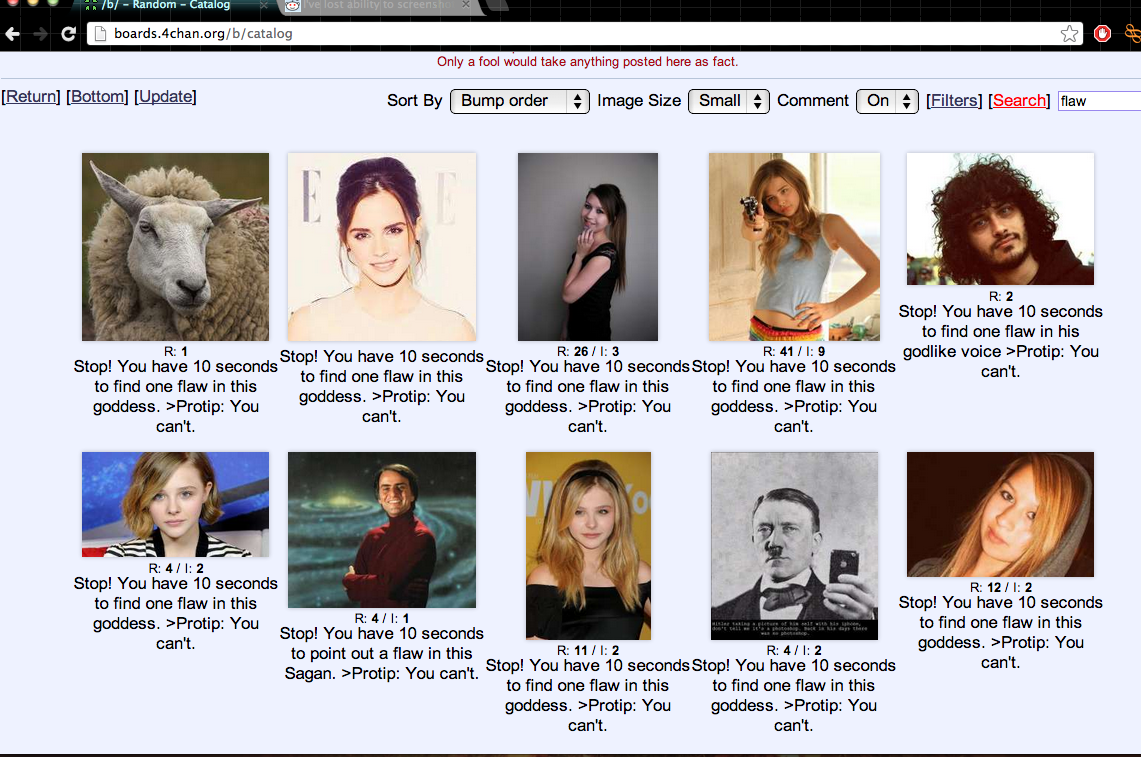 /b/ – Random – Catalog
I've lost ability to screensh
boards.4chan.org/b/catalog
Only a fool would take anything posted here as fact.
[Return] [Bottom] [Update]
Sort By Bump order Image Size Small Comment On [Filters] [Search] flaw
R: 1
Stop! You have 10 seconds
to find one flaw in this
goddess. >Protip: You
can't.
ELLE
Stop! You have 10 seconds
to find one flaw in this
goddess. >Protip: You
can't.
R: 26 / I: 3
Stop! You have 10 seconds
to find one flaw in this
goddess. >Protip: You
can't.
R: 41 / I: 9
Stop! You have 10 seconds
to find one flaw in this
goddess. >Protip: You
can't.
R: 2
Stop! You have 10 seconds
to find one flaw in his
godlike voice >Protip: You
can't.
R: 4 / I: 2
Stop! You have 10 seconds
to find one flaw in this
goddess. >Protip: You
can't.
R: 4 / I: 1
Stop! You have 10 seconds
to point out a flaw in this
Sagan. >Protip: You can't.
R: 11 / I: 2
Stop! You have 10 seconds
to find one flaw in this
goddess. >Protip: You
can't.
Hitler taking a picture of him self with his iphone,
don't tell me it's a photoshop. Back in his days there
was no photoshop.
R: 4 / I: 2
Stop! You have 10 seconds
to find one flaw in this
goddess. >Protip: You
can't.
R: 12 / I: 2
Stop! You have 10 seconds
to find one flaw in this
goddess. >Protip: You
can't.